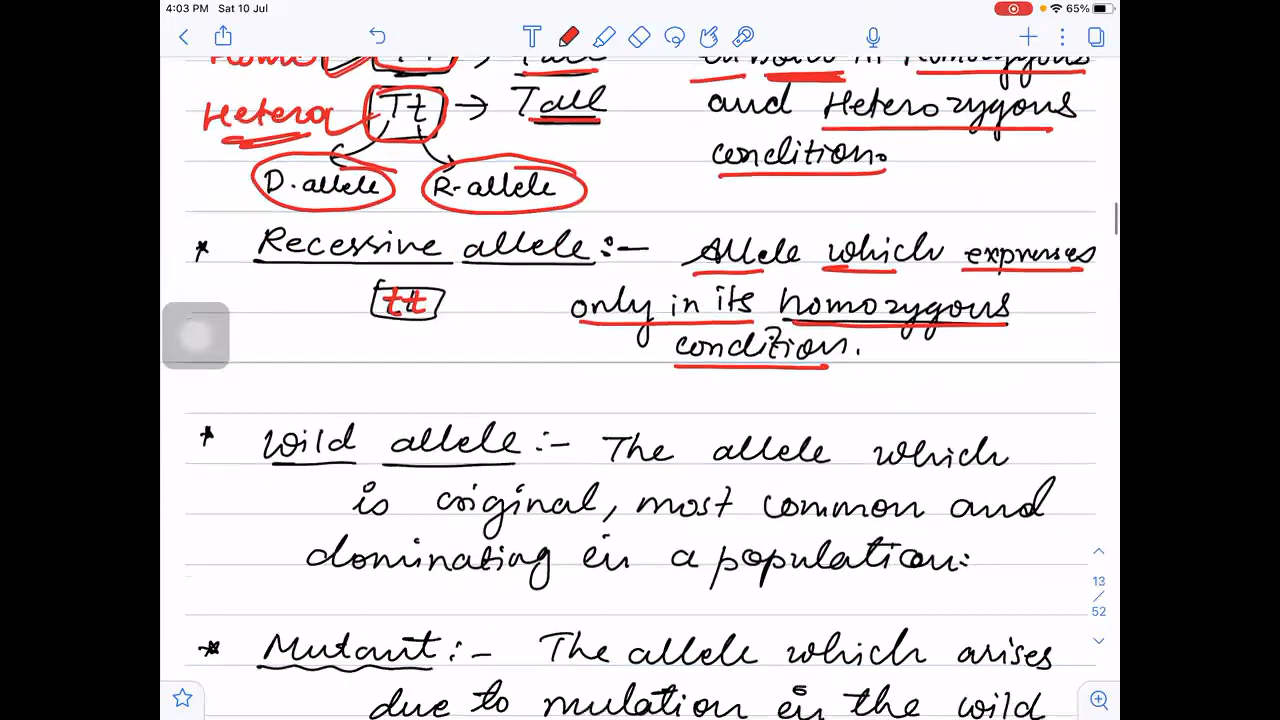 4:03 PM Sat 10 Jul
65%
T
Homozygous
and Heterozygous
Hetero Tt → Tall
condition.
D. allele R-allele
* Recessive allele :- Allele which expresses
tt only in its homozygous
condition.
* Wild allele :- The allele which
is original, most common and
dominating in a population:
13
/
52
* Mutant :- The allele which arises
due to mutation in the wild